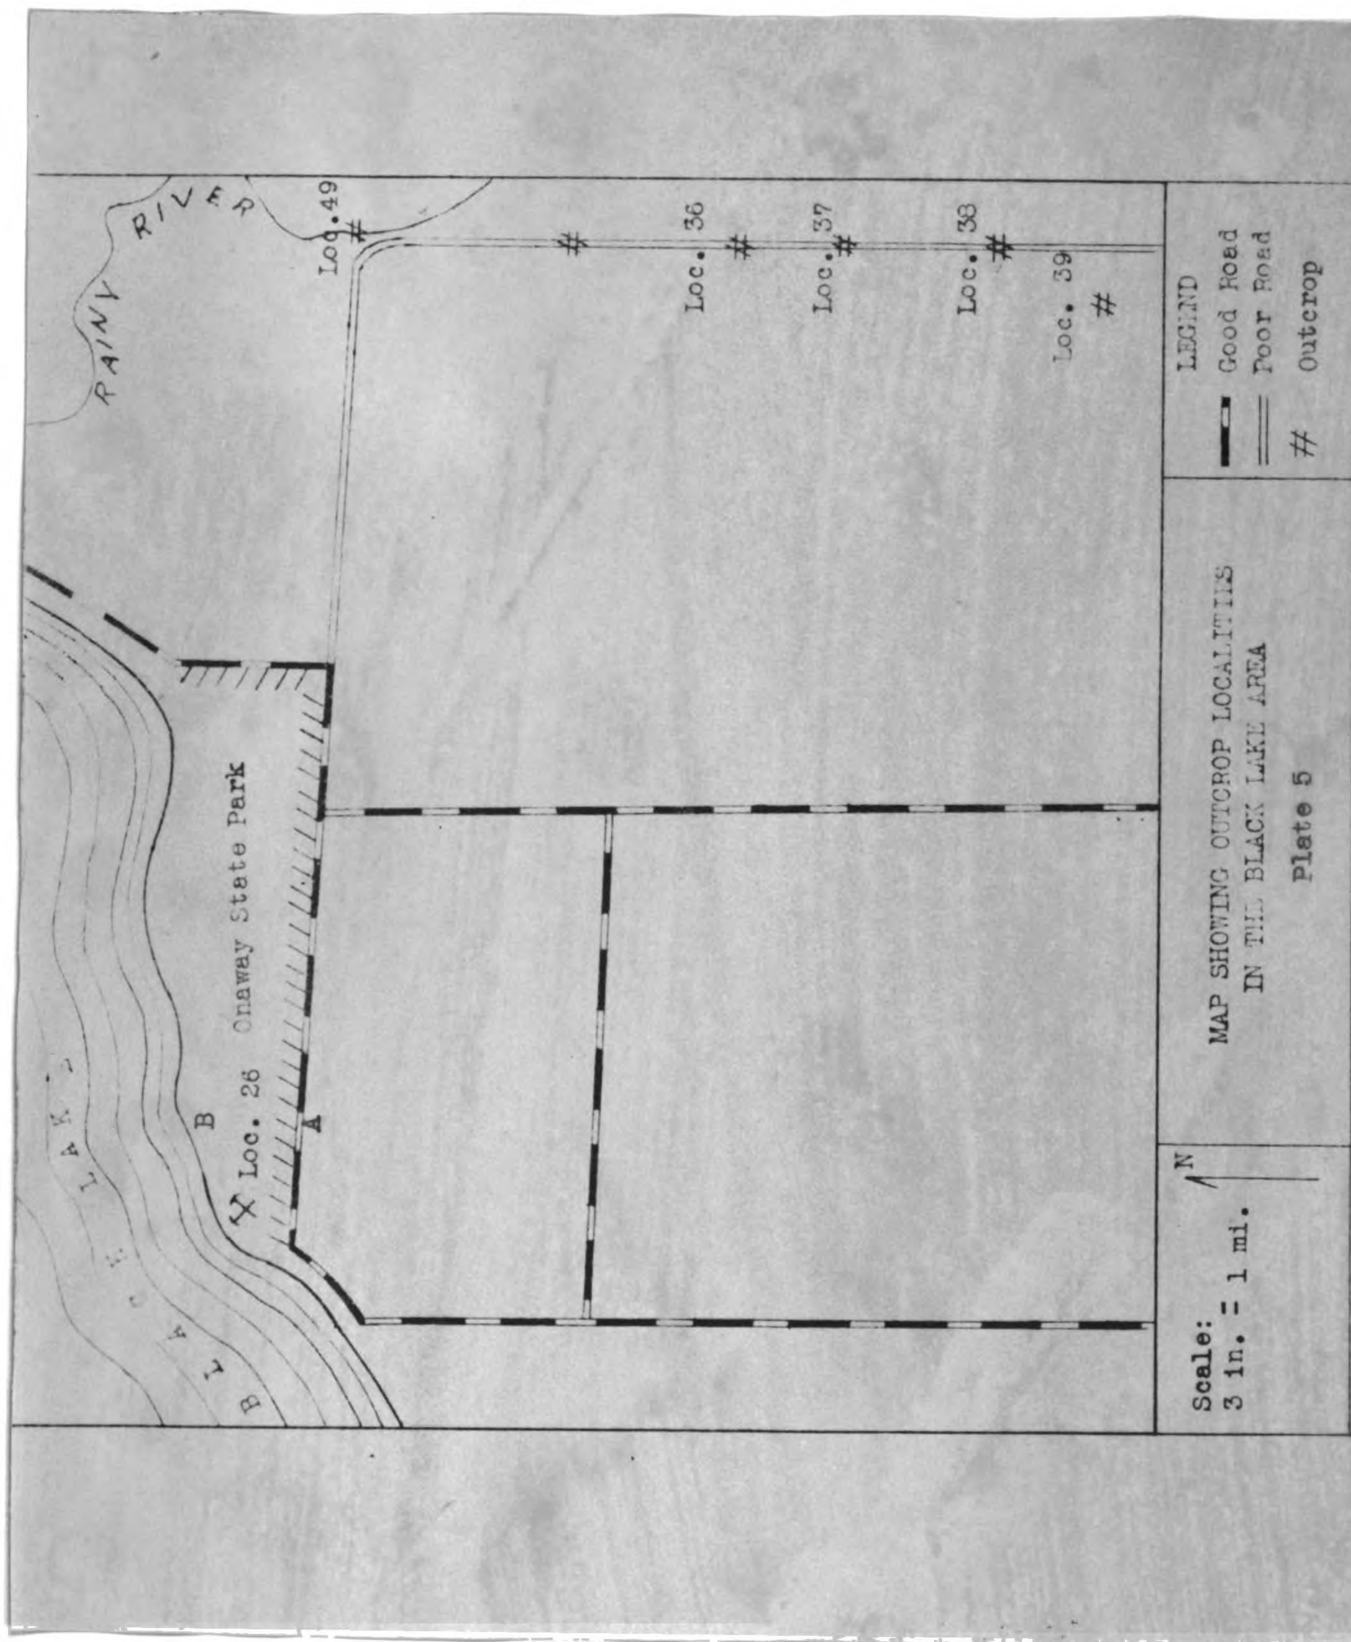 RAINY RIVER
BLACK LAKE
Loc. 49
B
Loc. 26
Onaway State Park
A
Loc. 36
Loc. 37
Loc. 38
Loc. 39
Scale:
3 in. = 1 mi.
N
MAP SHOWING OUTCROP LOCALITIES
IN THE BLACK LAKE AREA
Plate 5
LEGEND
Good Road
Poor Road
# Outcrop